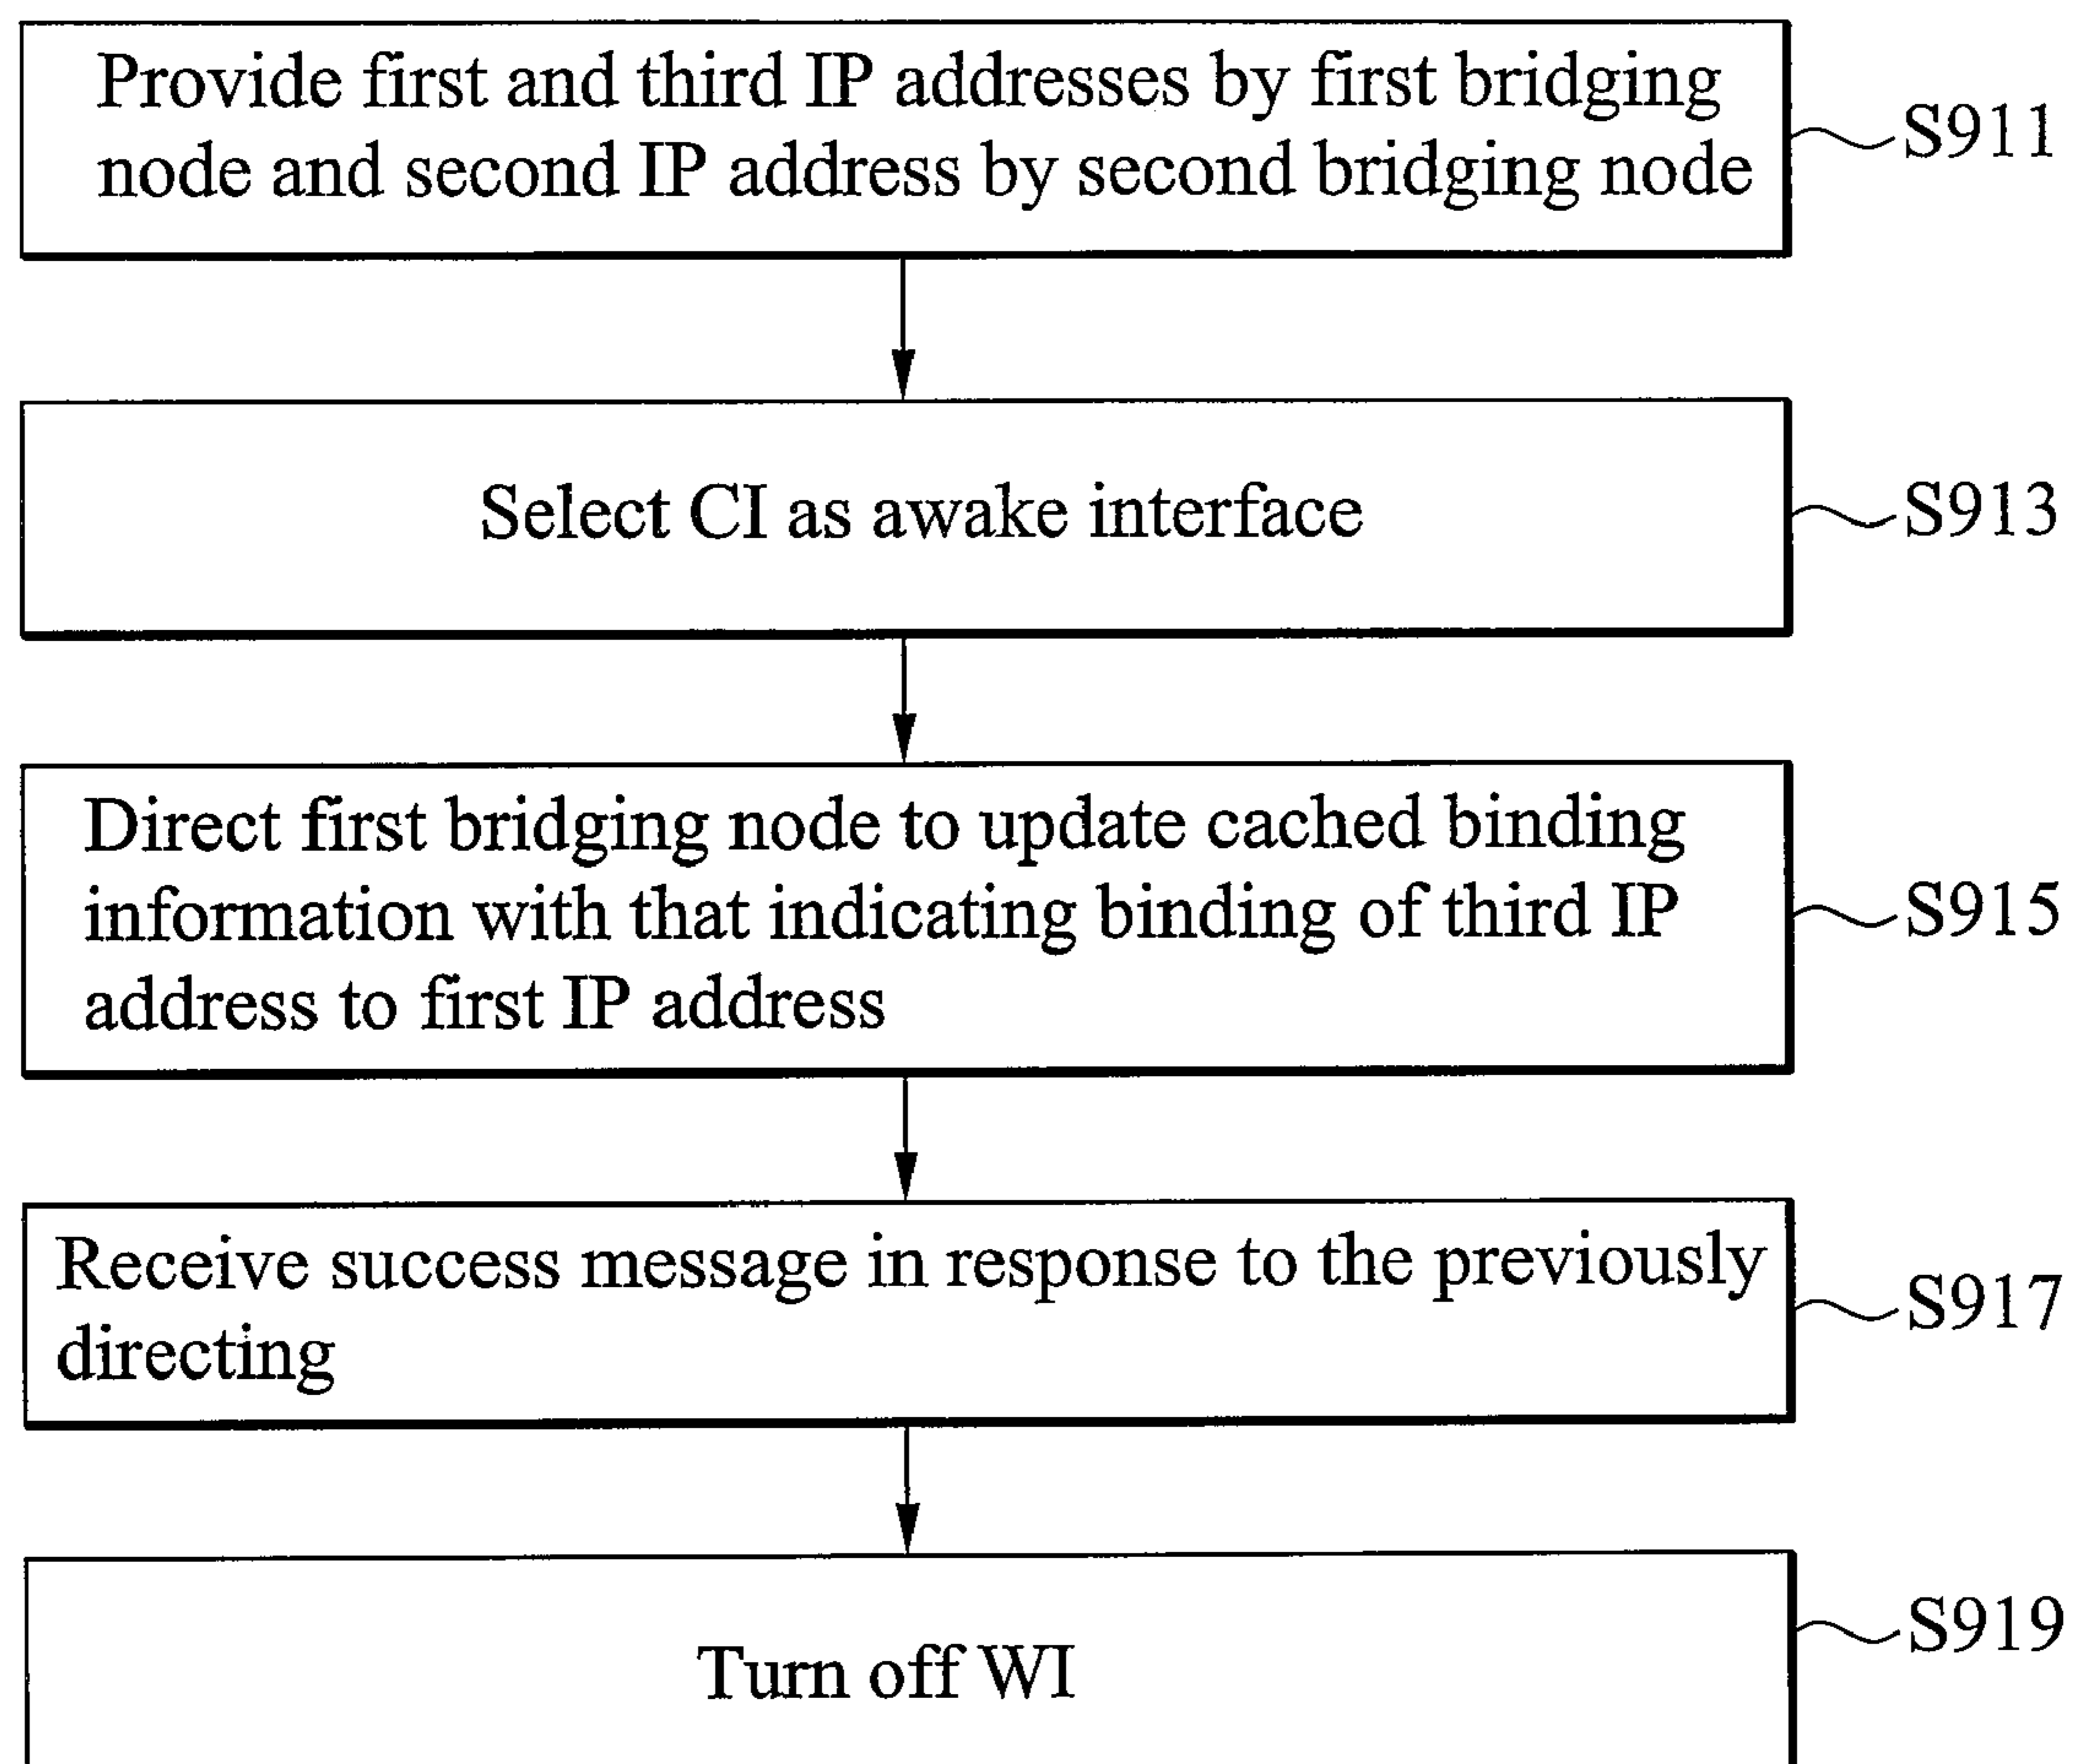 Provide first and third IP addresses by first bridging
node and second IP address by second bridging node
S911
Select CI as awake interface
S913
Direct first bridging node to update cached binding
information with that indicating binding of third IP
address to first IP address
S915
Receive success message in response to the previously
directing
S917
Turn off WI
S919